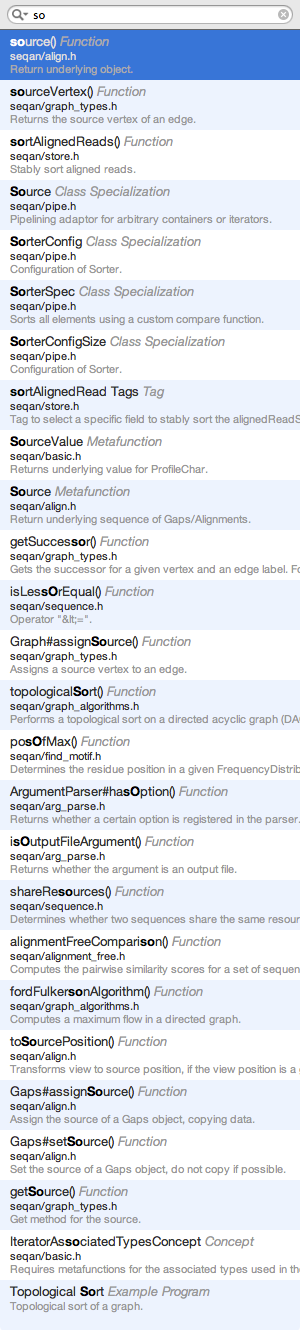 so
source() Function
seqan/align.h
Return underlying object.
sourceVertex() Function
seqan/graph_types.h
Returns the source vertex of an edge.
sortAlignedReads() Function
seqan/store.h
Stably sort aligned reads.
Source Class Specialization
seqan/pipe.h
Pipelining adaptor for arbitrary containers or iterators.
SorterConfig Class Specialization
seqan/pipe.h
Configuration of Sorter.
SorterSpec Class Specialization
seqan/pipe.h
Sorts all elements using a custom compare function.
SorterConfigSize Class Specialization
seqan/pipe.h
Configuration of Sorter.
sortAlignedRead Tags Tag
seqan/store.h
Tag to select a specific field to stably sort the alignedReadS
SourceValue Metafunction
seqan/basic.h
Returns underlying value for ProfileChar.
Source Metafunction
seqan/align.h
Return underlying sequence of Gaps/Alignments.
getSuccessor() Function
seqan/graph_types.h
Gets the successor for a given vertex and an edge label. Fo
isLessOrEqual() Function
seqan/sequence.h
Operator "&lt;=".
Graph#assignSource() Function
seqan/graph_types.h
Assigns a source vertex to an edge.
topologicalSort() Function
seqan/graph_algorithms.h
Performs a topological sort on a directed acyclic graph (DA
posOfMax() Function
seqan/find_motif.h
Determines the residue position in a given FrequencyDistrib
ArgumentParser#hasOption() Function
seqan/arg_parse.h
Returns whether a certain option is registered in the parser.
isOutputFileArgument() Function
seqan/arg_parse.h
Returns whether the argument is an output file.
shareResources() Function
seqan/sequence.h
Determines whether two sequences share the same resour
alignmentFreeComparison() Function
seqan/alignment_free.h
Computes the pairwise similarity scores for a set of sequen
fordFulkersonAlgorithm() Function
seqan/graph_algorithms.h
Computes a maximum flow in a directed graph.
toSourcePosition() Function
seqan/align.h
Transforms view to source position, if the view position is a
Gaps#assignSource() Function
seqan/align.h
Assign the source of a Gaps object, copying data.
Gaps#setSource() Function
seqan/align.h
Set the source of a Gaps object, do not copy if possible.
getSource() Function
seqan/graph_types.h
Get method for the source.
IteratorAssociatedTypesConcept Concept
seqan/basic.h
Requires metafunctions for the associated types used in th
Topological Sort Example Program
Topological sort of a graph.